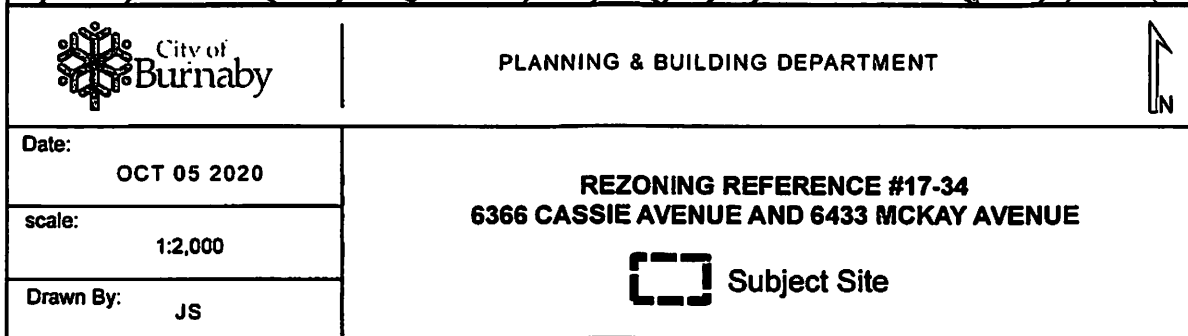 City of
Burnaby
PLANNING & BUILDING DEPARTMENT
N
Date:
OCT 05 2020
scale:
1:2,000
Drawn By:
JS
REZONING REFERENCE #17-34
6366 CASSIE AVENUE AND 6433 MCKAY AVENUE
Subject Site